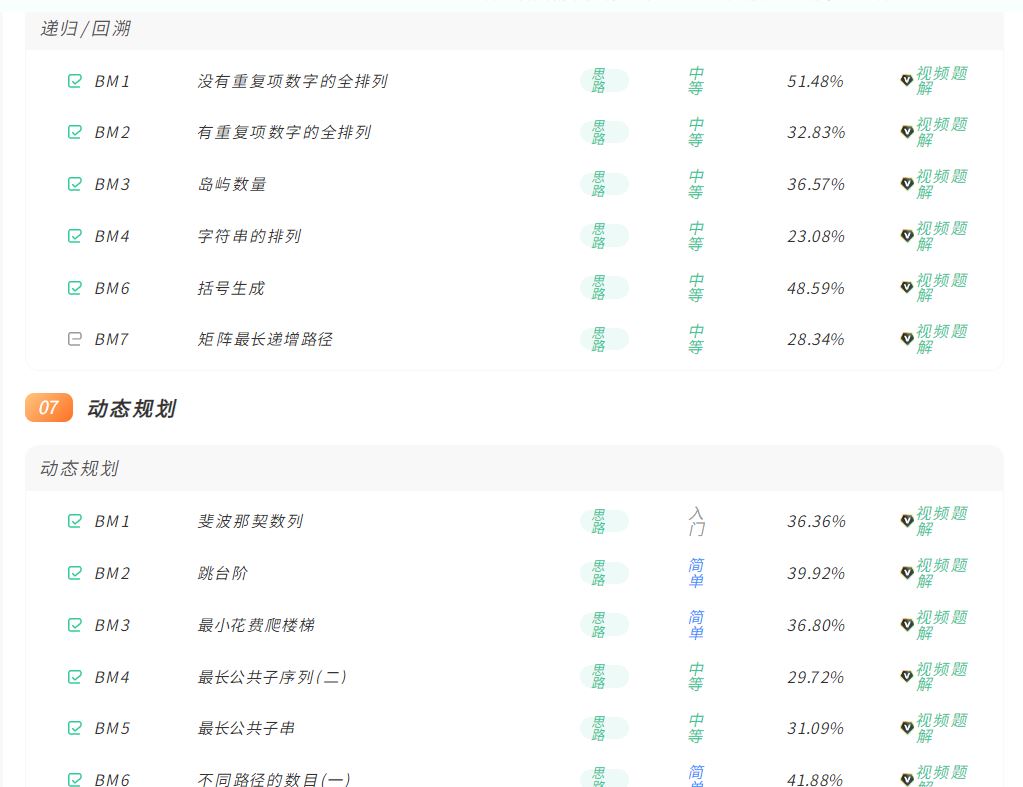 递归/回溯
BM1 没有重复项数字的全排列 思路 中等 51.48% 视频题解
BM2 有重复项数字的全排列 思路 中等 32.83% 视频题解
BM3 岛屿数量 思路 中等 36.57% 视频题解
BM4 字符串的排列 思路 中等 23.08% 视频题解
BM6 括号生成 思路 中等 48.59% 视频题解
BM7 矩阵最长递增路径 思路 中等 28.34% 视频题解
07 动态规划
动态规划
BM1 斐波那契数列 思路 入门 36.36% 视频题解
BM2 跳台阶 思路 简单 39.92% 视频题解
BM3 最小花费爬楼梯 思路 简单 36.80% 视频题解
BM4 最长公共子序列(二) 思路 中等 29.72% 视频题解
BM5 最长公共子串 思路 中等 31.09% 视频题解
BM6 不同路径的数目(一) 思路 简单 41.88% 视频题解